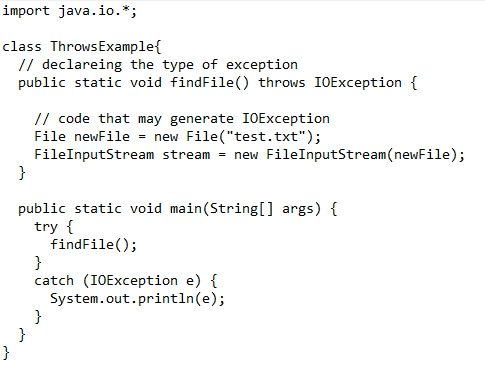 import java.io.*;

class ThrowsExample{
  // declareing the type of exception
  public static void findFile() throws IOException {

    // code that may generate IOException
    File newFile = new File("test.txt");
    FileInputStream stream = new FileInputStream(newFile);
  }

  public static void main(String[] args) {
    try {
      findFile();
    }
    catch (IOException e) {
      System.out.println(e);
    }
  }
}